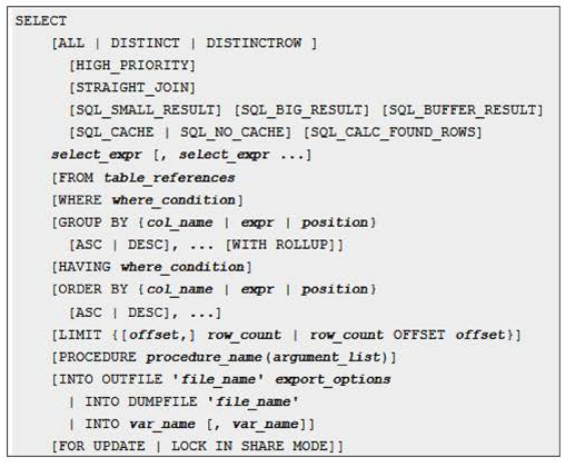 SELECT
[ALL | DISTINCT | DISTINCTROW ]
[HIGH_PRIORITY]
[STRAIGHT_JOIN]
[SQL_SMALL_RESULT] [SQL_BIG_RESULT] [SQL_BUFFER_RESULT]
[SQL_CACHE | SQL_NO_CACHE] [SQL_CALC_FOUND_ROWS]
select_expr [, select_expr ...]
[FROM table_references
[WHERE where_condition]
[GROUP BY {col_name | expr | position}
[ASC | DESC], ... [WITH ROLLUP]]
[HAVING where_condition]
[ORDER BY {col_name | expr | position}
[ASC | DESC], ...]
[LIMIT {[offset,] row_count | row_count OFFSET offset}]
[PROCEDURE procedure_name(argument_list)]
[INTO OUTFILE 'file_name' export_options
| INTO DUMPFILE 'file_name'
| INTO var_name [, var_name]]
[FOR UPDATE | LOCK IN SHARE MODE]]